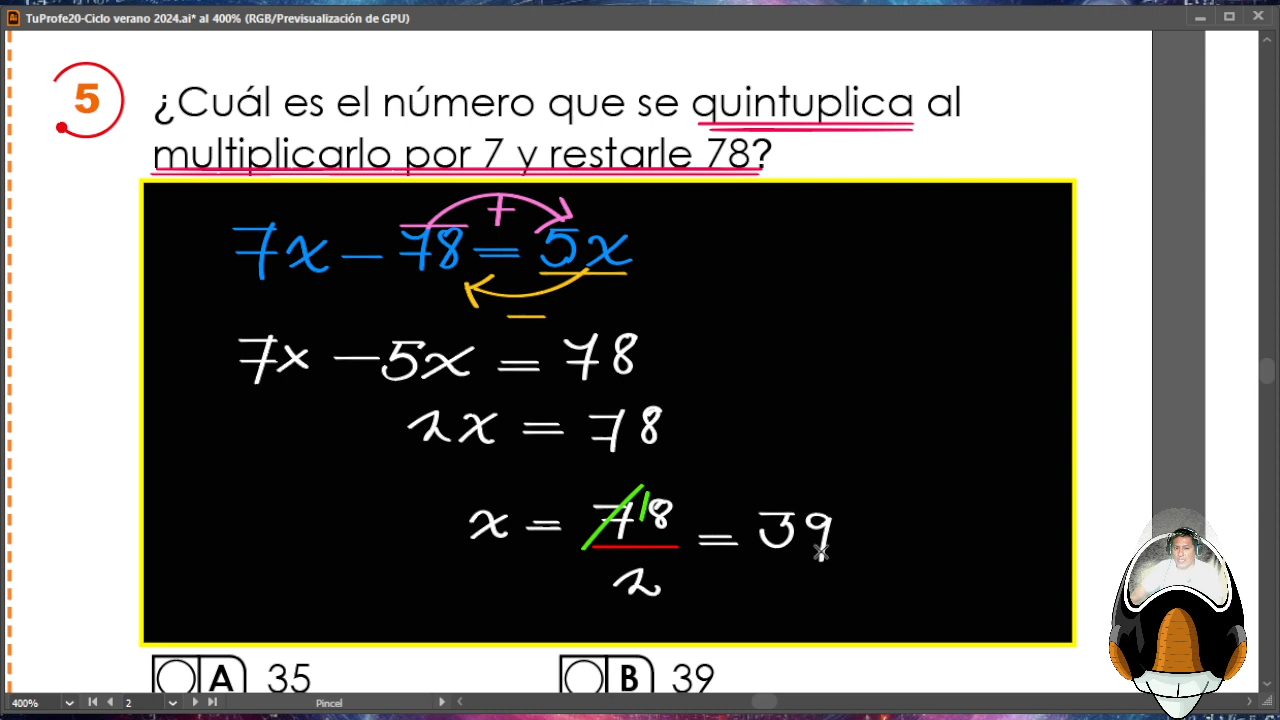 TuProfe20-Ciclo verano 2024.ai* al 400% (RGB/Previsualización de GPU)
5
¿Cuál es el número que se quintuplica al
multiplicarlo por 7 y restarle 78?
+
7x - 78 = 5x
-
7x - 5x = 78
2x = 78
x = 78/2 = 39
1
A 35
B 39
400%
2
Pincel